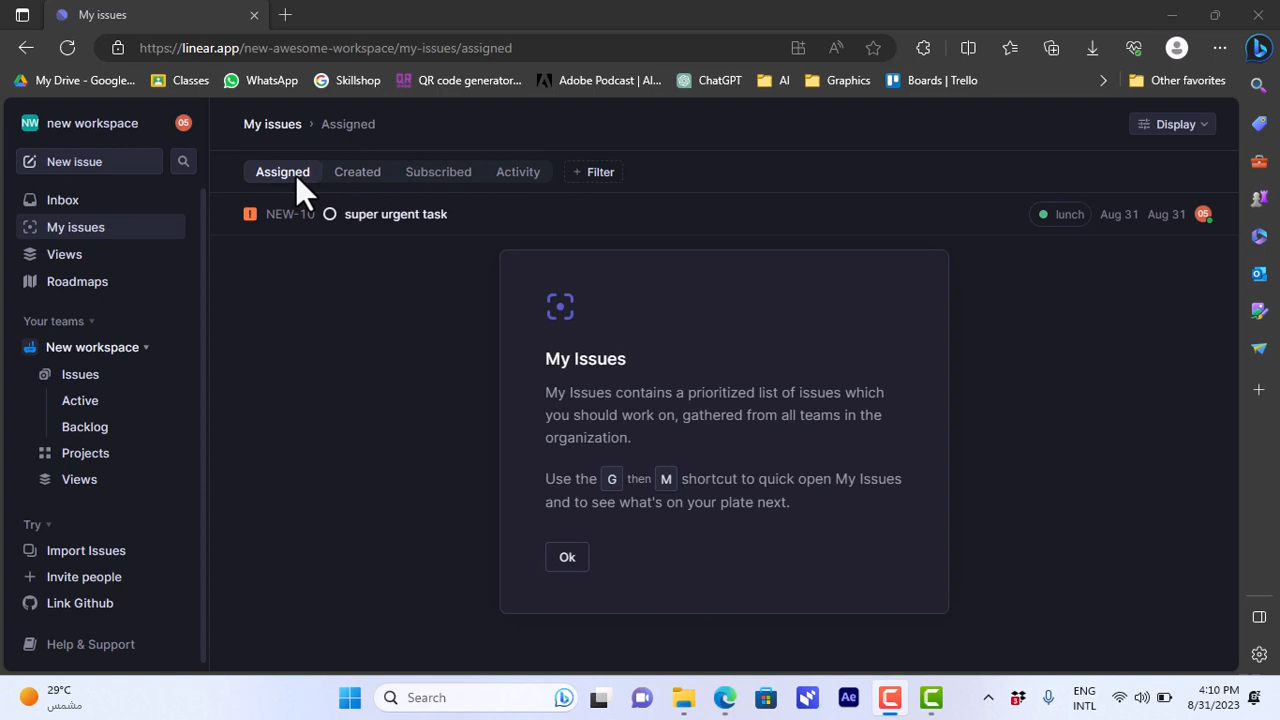 My issues
https://linear.app/new-awesome-workspace/my-issues/assigned
My Drive - Google...
Classes
WhatsApp
Skillshop
QR code generator...
Adobe Podcast | AI...
ChatGPT
AI
Graphics
Boards | Trello
Other favorites
NW new workspace 05
My issues › Assigned
Display
New issue
Assigned Created Subscribed Activity + Filter
Inbox
NEW-10 super urgent task lunch Aug 31 Aug 31 05
My issues
Views
Roadmaps
Your teams
New workspace
Issues
Active
Backlog
Projects
Views
Try
Import Issues
Invite people
Link Github
Help & Support
My Issues
My Issues contains a prioritized list of issues which
you should work on, gathered from all teams in the
organization.
Use the G then M shortcut to quick open My Issues
and to see what's on your plate next.
Ok
29°C
مشمس
Search
Ae
ENG
INTL
4:10 PM
8/31/2023